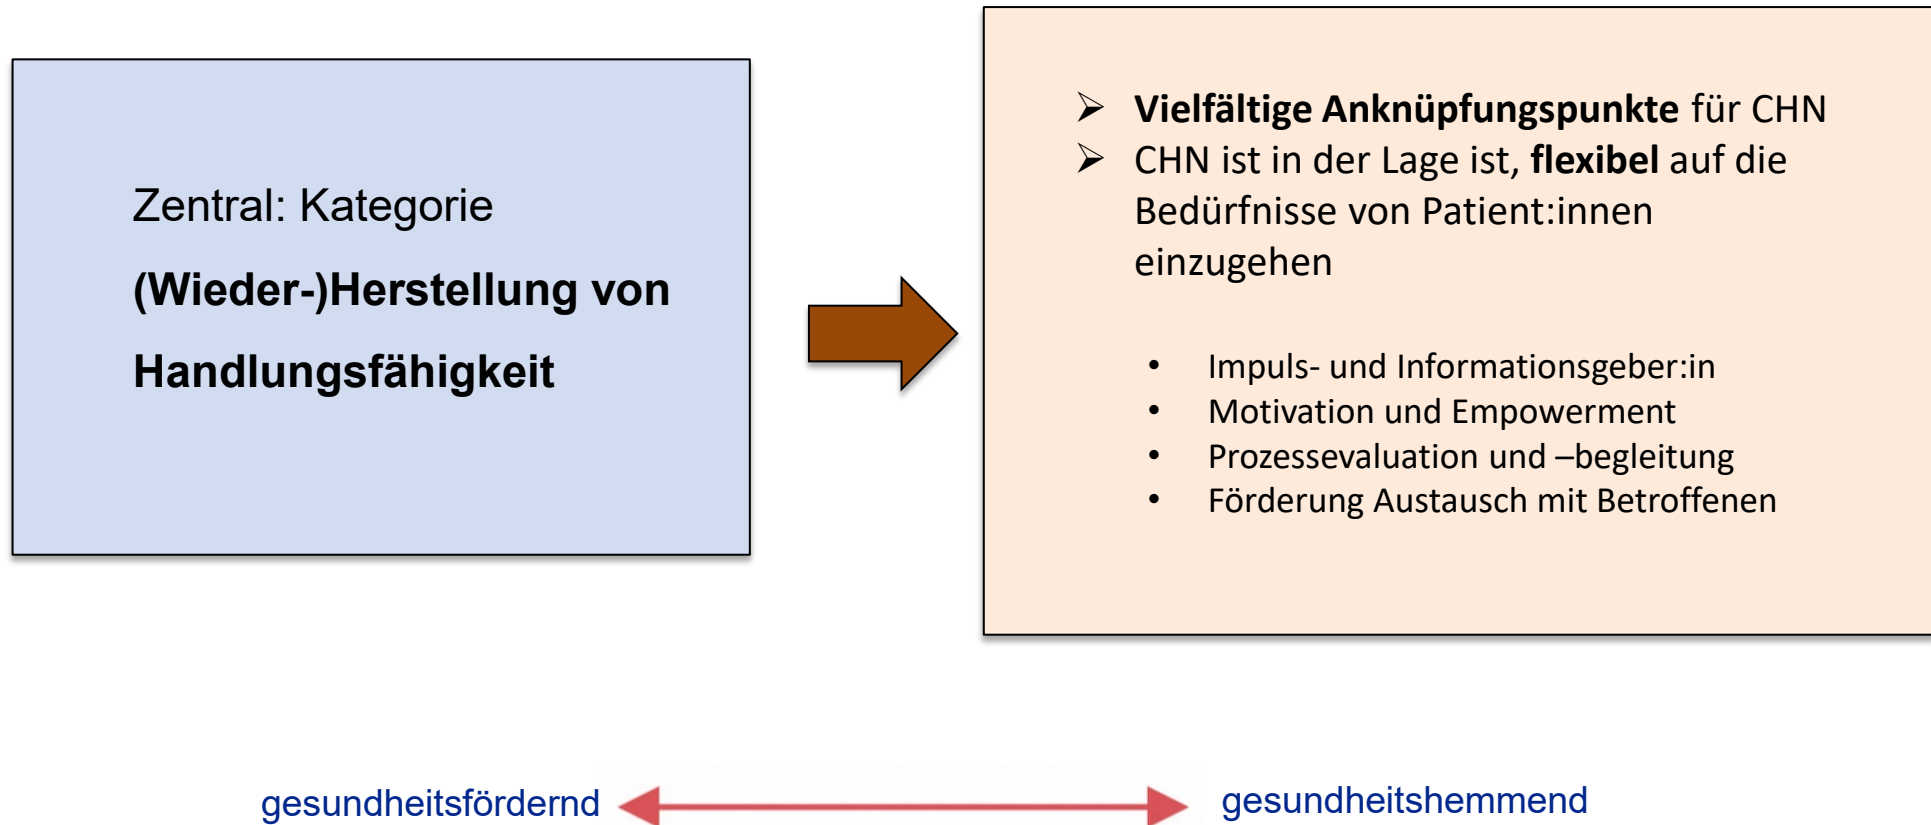 Zentral: Kategorie
(Wieder-)Herstellung von
Handlungsfähigkeit
➢ Vielfältige Anknüpfungspunkte für CHN
➢ CHN ist in der Lage ist, flexibel auf die
Bedürfnisse von Patient:innen
einzugehen
• Impuls- und Informationsgeber:in
• Motivation und Empowerment
• Prozessevaluation und –begleitung
• Förderung Austausch mit Betroffenen
gesundheitsfördernd
gesundheitshemmend